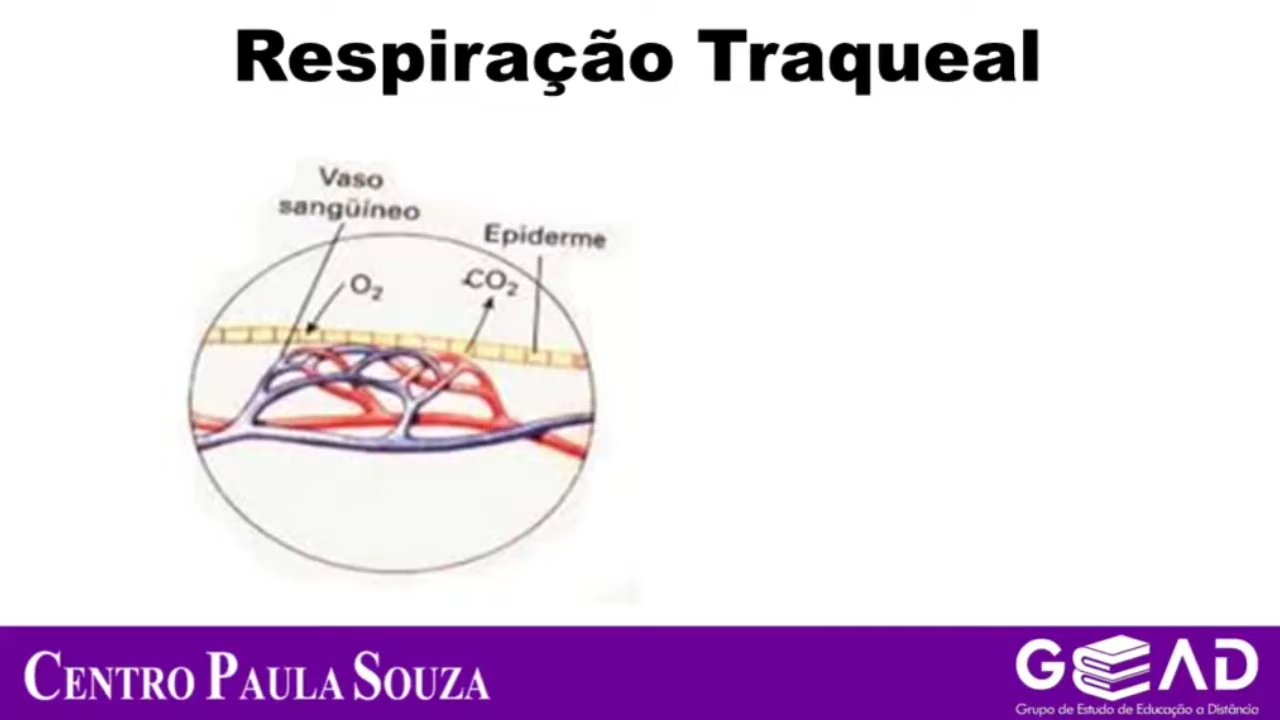 Respiração Traqueal
Vaso
sangüíneo
Epiderme
O₂
CO₂
CENTRO PAULA SOUZA
GEAD
Grupo de Estudo de Educação a Distância